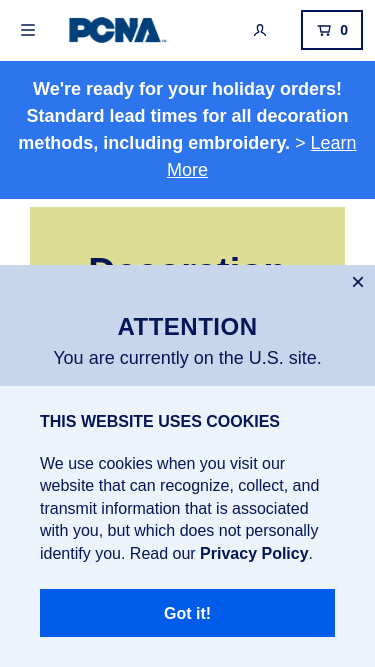 PCNA
0
We're ready for your holiday orders!
Standard lead times for all decoration
methods, including embroidery. > Learn
More
Decoration
ATTENTION
You are currently on the U.S. site.
THIS WEBSITE USES COOKIES
We use cookies when you visit our
website that can recognize, collect, and
transmit information that is associated
with you, but which does not personally
identify you. Read our Privacy Policy.
Got it!